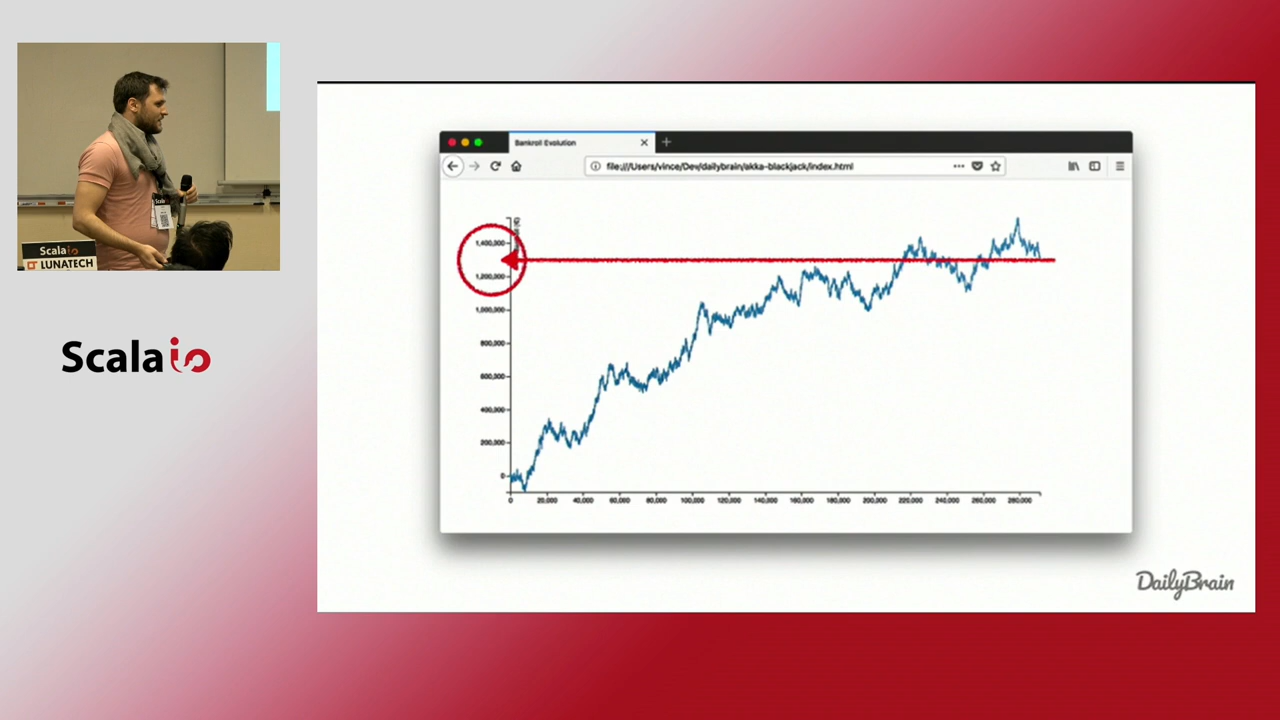 Scala
Scalaio
LUNATECH
Scalaio
Bankroll Evolution
file:///Users/vince/Dev/dailybrain/akka-blackjack/index.html
1,400,000
1,200,000
1,000,000
800,000
600,000
400,000
200,000
0
0 20,000 40,000 60,000 80,000 100,000 120,000 140,000 160,000 180,000 200,000 220,000 240,000 260,000 280,000
DailyBrain